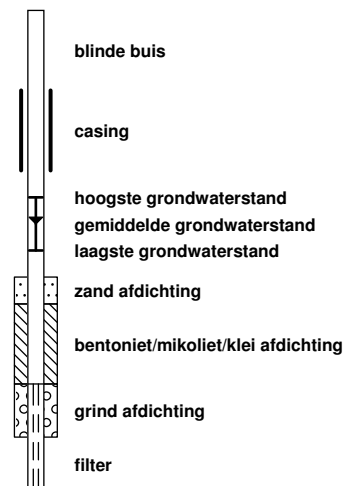 blinde buis
casing
hoogste grondwaterstand
gemiddelde grondwaterstand
laagste grondwaterstand
zand afdichting
bentoniet/mikoliet/klei afdichting
grind afdichting
filter